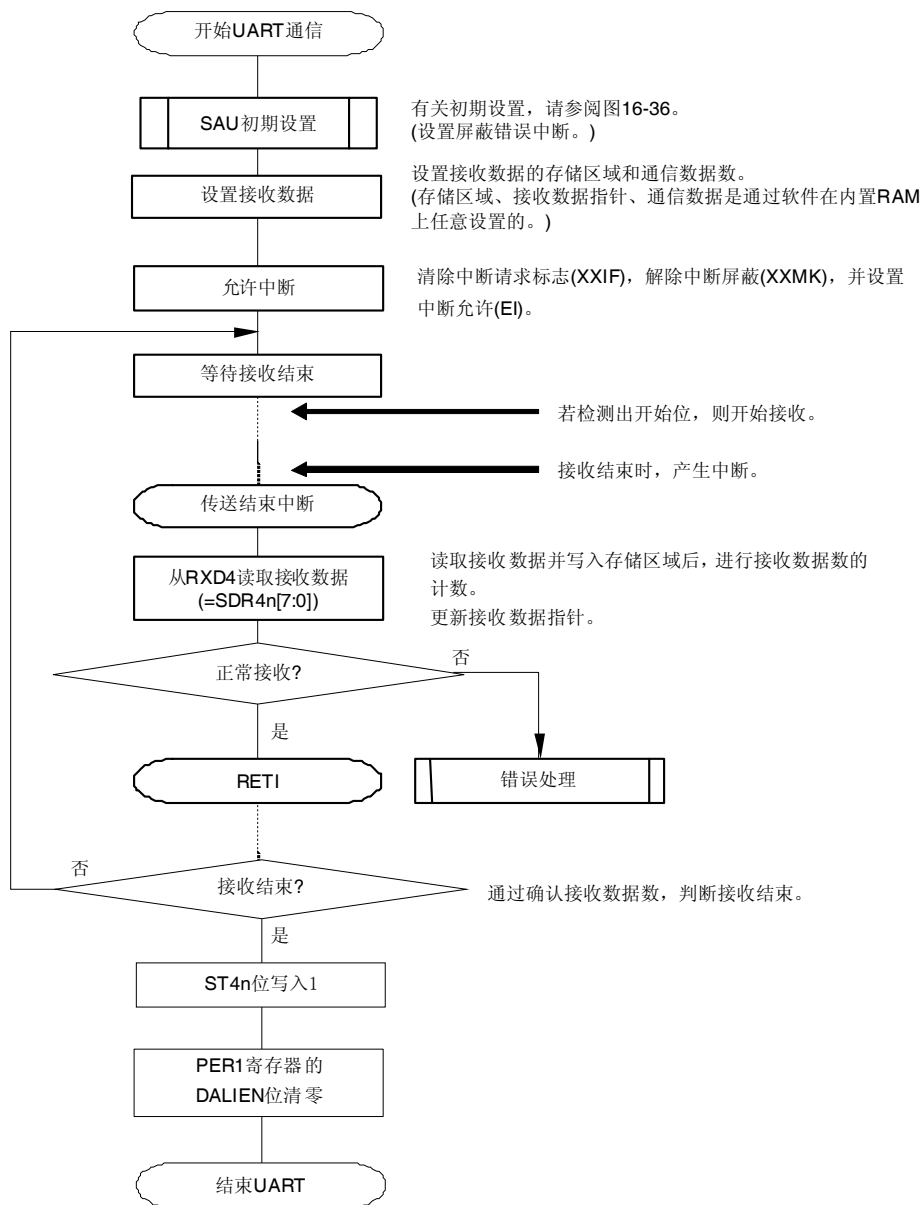 开始UART通信
SAU初期设置
有关初期设置，请参阅图16-36。
(设置屏蔽错误中断。)
设置接收数据
设置接收数据的存储区域和通信数据数。
(存储区域、接收数据指针、通信数据是通过软件在内置RAM
上任意设置的。)
允许中断
清除中断请求标志(XXIF)，解除中断屏蔽(XXMK)，并设置
中断允许(EI)。
等待接收结束
若检测出开始位，则开始接收。
接收结束时，产生中断。
传送结束中断
从RXD4读取接收数据
(=SDR4n[7:0])
读取接收数据并写入存储区域后，进行接收数据数的
计数。
更新接收数据指针。
正常接收?
否
是
RETI
错误处理
否
接收结束?
通过确认接收数据数，判断接收结束。
是
ST4n位写入1
PER1寄存器的
DALIEN位清零
结束UART